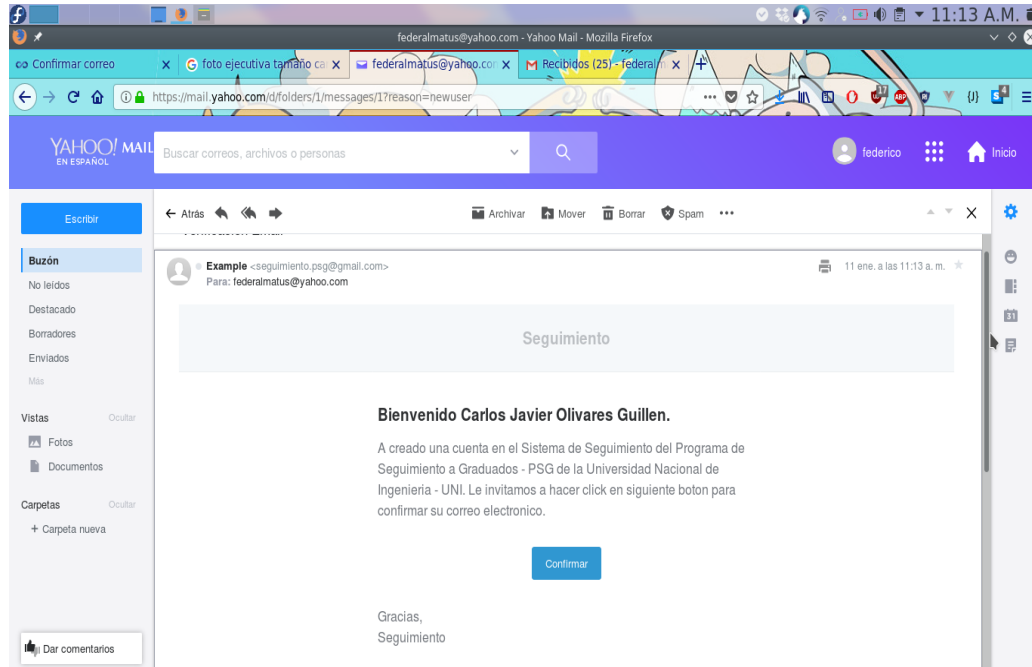 11:13 A.M.
federalmatus@yahoo.com - Yahoo Mail - Mozilla Firefox
Confirmar correo
G foto ejecutiva tamaño ca
federalmatus@yahoo.con
Recibidos (25) - federalm
https://mail.yahoo.com/d/folders/1/messages/1?reason=newuser
YAHOO! MAIL
EN ESPAÑOL
Buscar correos, archivos o personas
federico
Inicio
Escribir
Atrás
Archivar
Mover
Borrar
Spam
Verificación Email
Buzón
No leídos
Destacado
Borradores
Enviados
Más
Vistas Ocultar
Fotos
Documentos
Carpetas Ocultar
+ Carpeta nueva
Dar comentarios
Example <seguimiento.psg@gmail.com>
11 ene. a las 11:13 a. m.
Para: federalmatus@yahoo.com
Seguimiento
Bienvenido Carlos Javier Olivares Guillen.
A creado una cuenta en el Sistema de Seguimiento del Programa de
Seguimiento a Graduados - PSG de la Universidad Nacional de
Ingenieria - UNI. Le invitamos a hacer click en siguiente boton para
confirmar su correo electronico.
Confirmar
Gracias,
Seguimiento
31